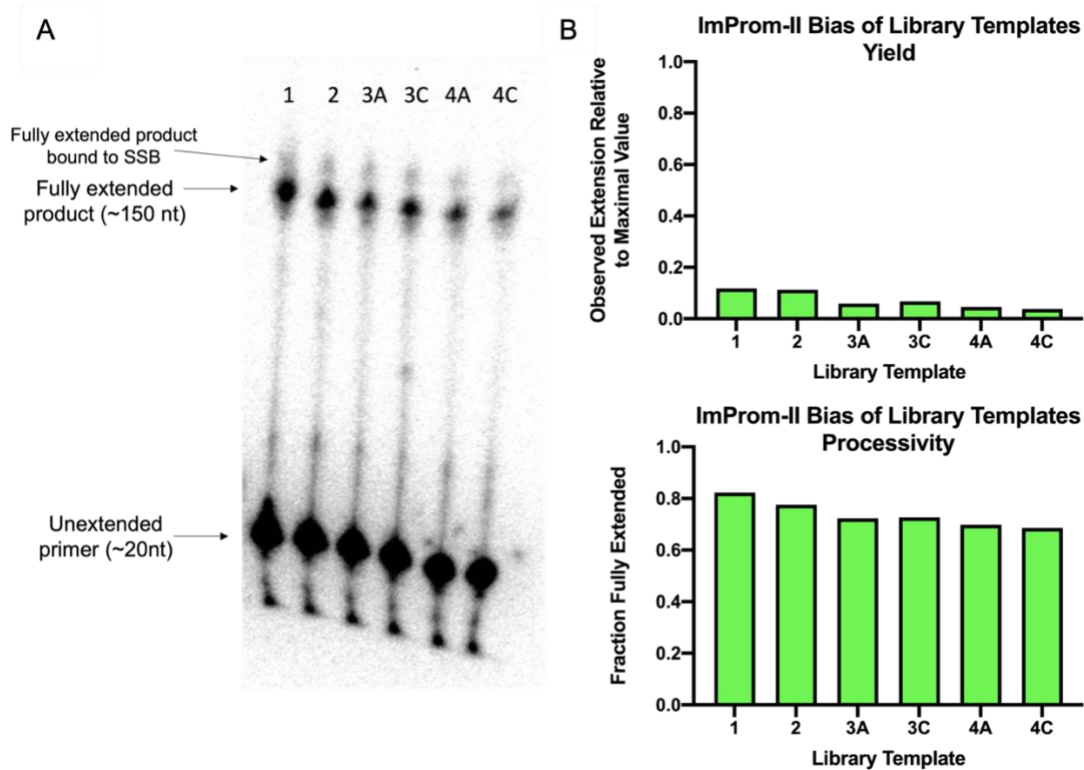 A
1 2 3A 3C 4A 4C
Fully extended product
bound to SSB
Fully extended
product (~150 nt)
Unextended
primer (~20nt)
B
ImProm-II Bias of Library Templates
Yield
Observed Extension Relative
to Maximal Value
1.0
0.8
0.6
0.4
0.2
0.0
1 2 3A 3C 4A 4C
Library Template
ImProm-II Bias of Library Templates
Processivity
Fraction Fully Extended
1.0
0.8
0.6
0.4
0.2
0.0
1 2 3A 3C 4A 4C
Library Template